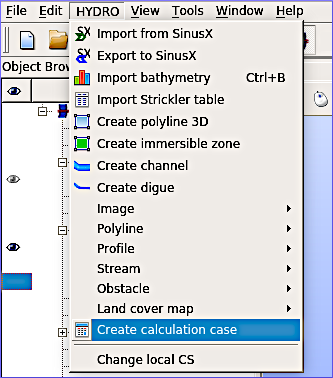 File Edit HYDRO View Tools Window Help
Import from SinusX
Export to SinusX
Object Brow
Import bathymetry Ctrl+B
Import Strickler table
Create polyline 3D
Create immersible zone
Create channel
Create digue
Image
Polyline
Profile
Stream
Obstacle
Land cover map
Create calculation case
Change local CS